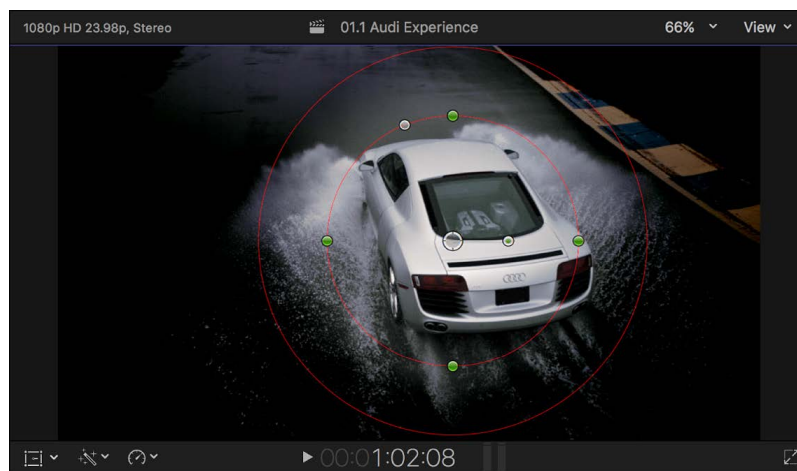 1080p HD 23.98p, Stereo
01.1 Audi Experience
66%
View
00:01:02:08